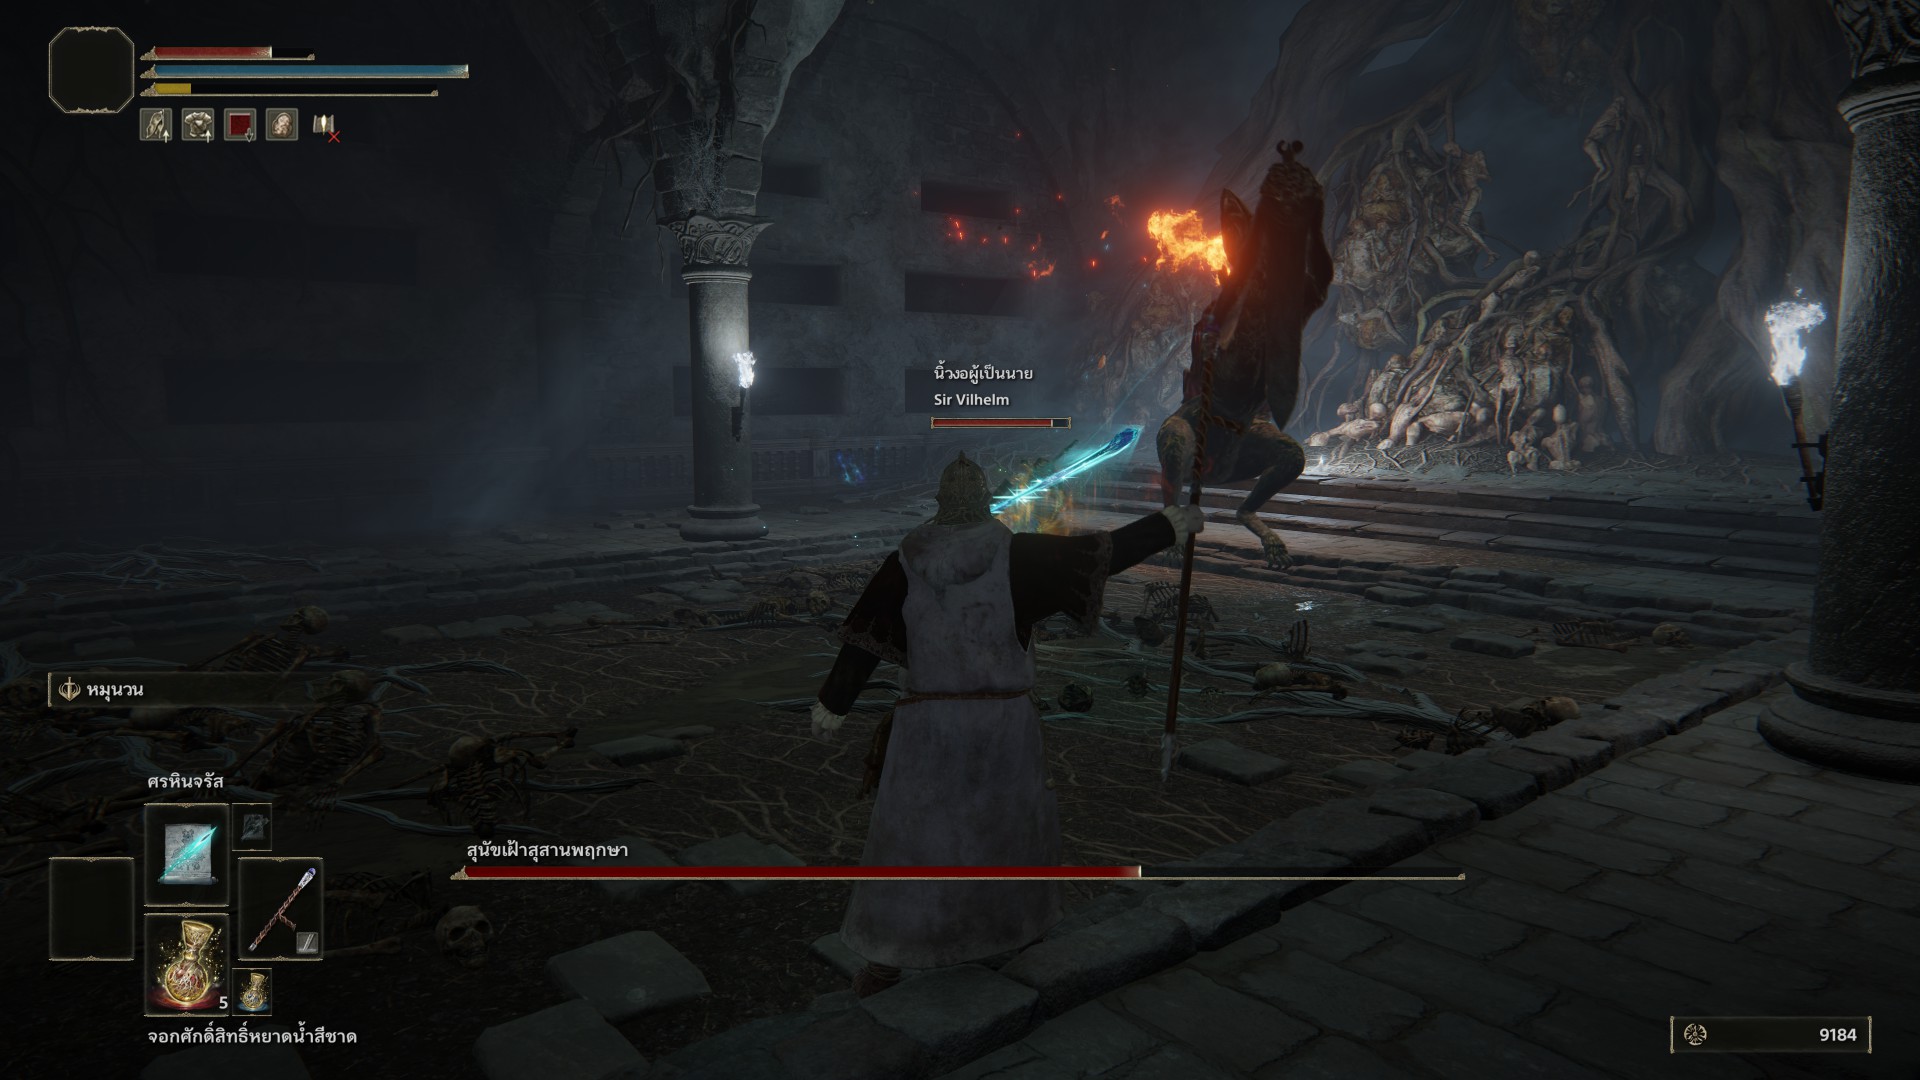 นิ้วงอผู้เป็นนาย
Sir Vilhelm
หมุนวน
ศรหินจรัส
สุนัขเฝ้าสุสานพฤกษา
5
จอกศักดิ์สิทธิ์หยาดน้ำสีชาด
9184